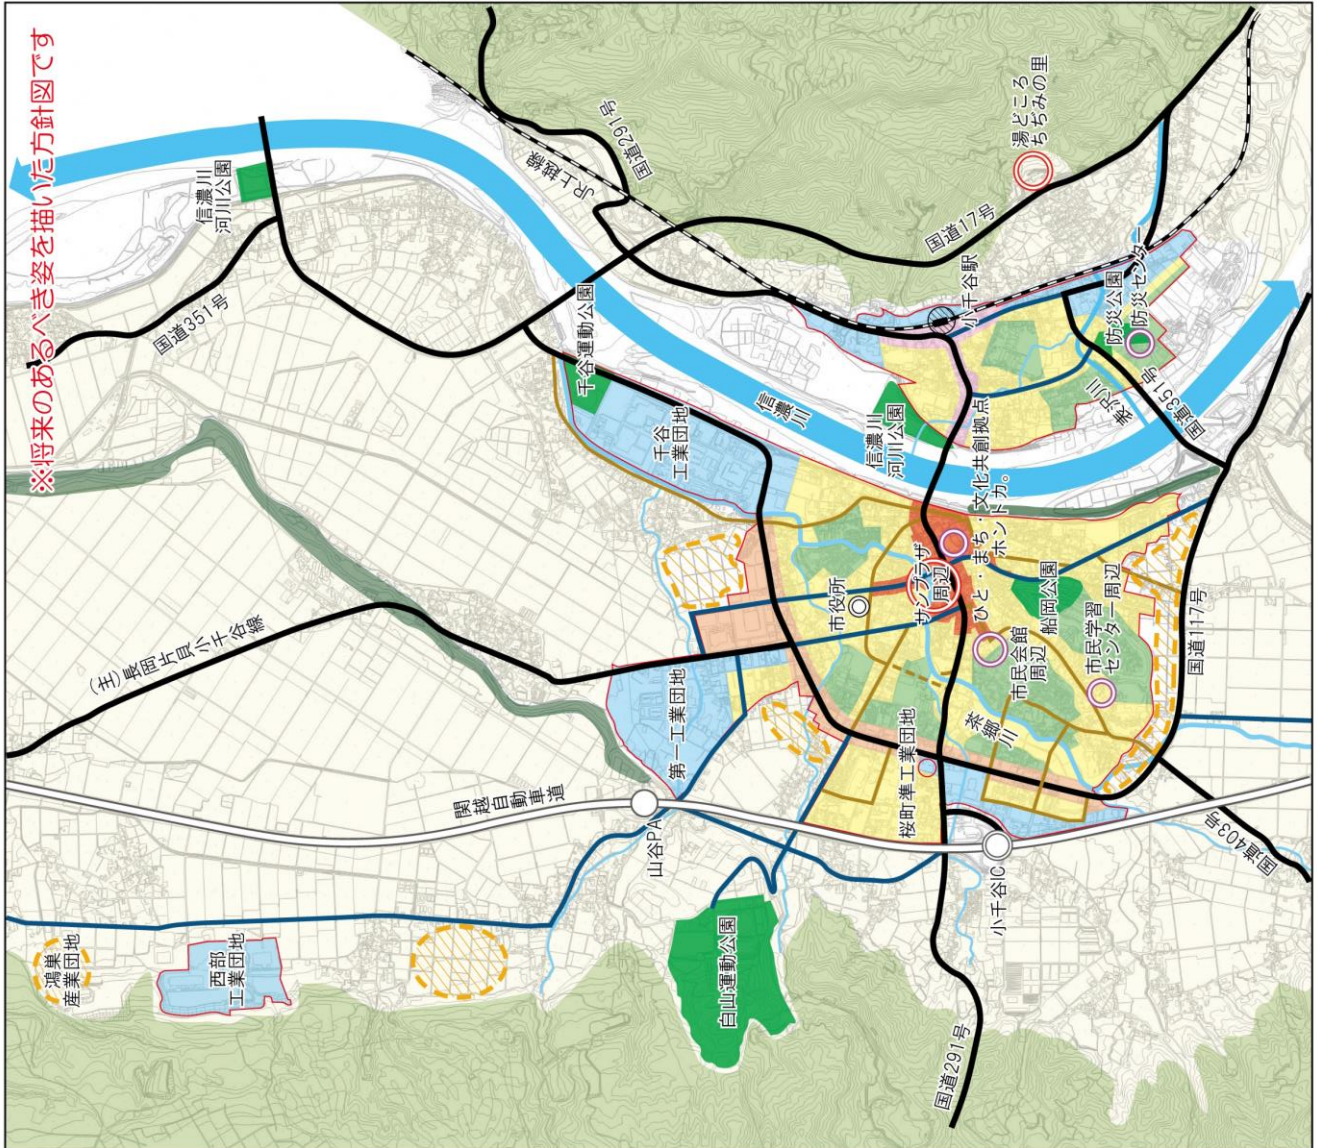 ※将来のあるべき姿を描いた方針図です
信濃川
河川公園
国道351号
JR上越線
国道291号
湯どころ
ちぢみの里
国道17号
小千谷駅
防災公園
防災センター
千谷運動公園
千谷
工業団地
信濃川
信濃川
河川公園
茶沢川
国道351号
ひと・まち・文化共創拠点
ホントカ。
サンプラザ
周辺
市役所
船岡公園
市民学習
センター周辺
市民会館
周辺
国道117号
(主)長岡片貝小千谷線
第一工業団地
茶郷川
桜町準工業団地
関越自動車道
山谷PA
小千谷IC
国道403号
鴻巣
産業団地
西部
工業団地
白山運動公園
国道291号